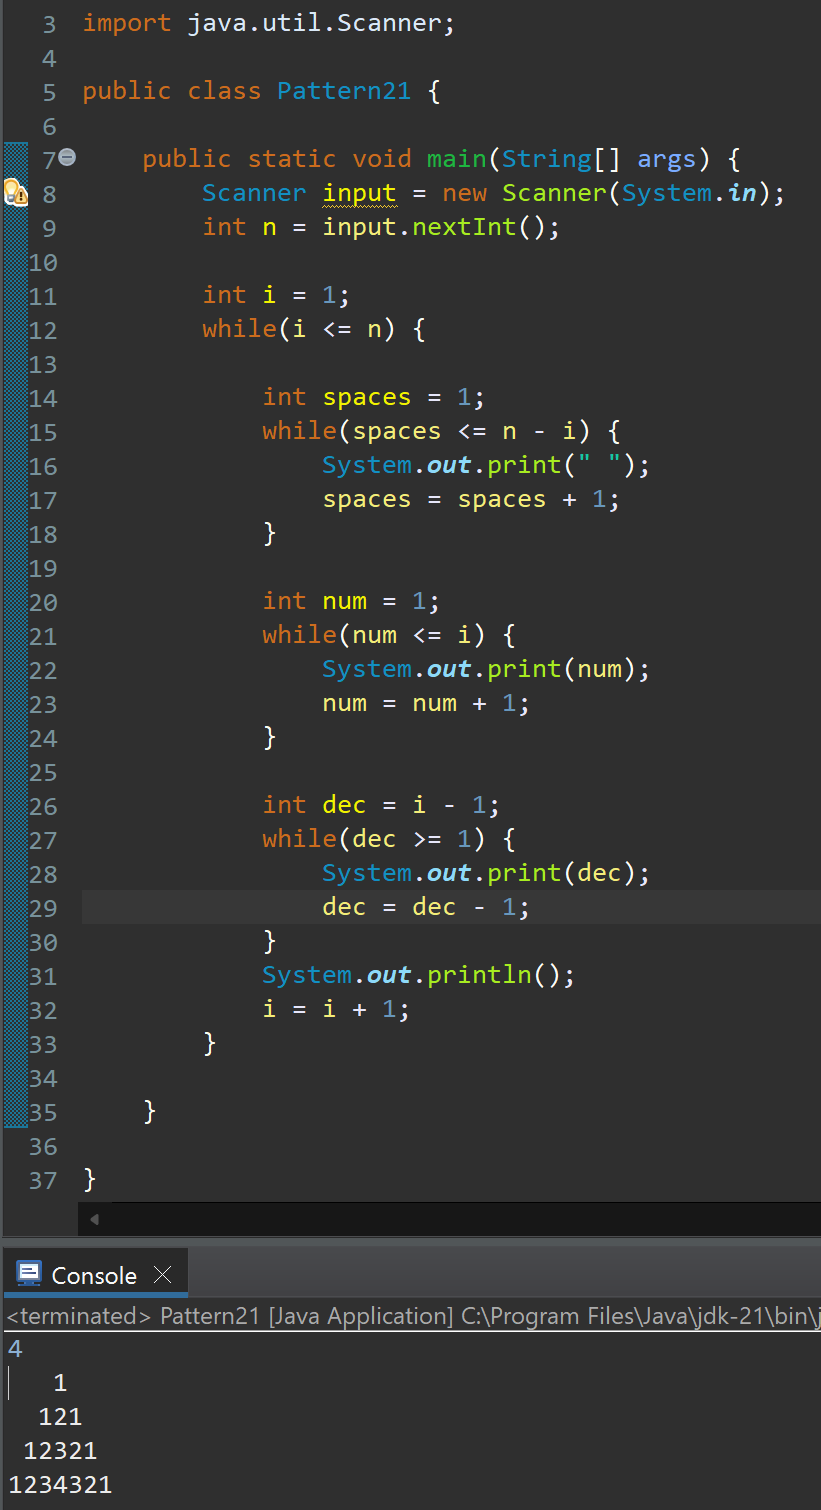 3 import java.util.Scanner;
4
5 public class Pattern21 {
6
7 public static void main(String[] args) {
8 Scanner input = new Scanner(System.in);
9 int n = input.nextInt();
10
11 int i = 1;
12 while(i <= n) {
13
14 int spaces = 1;
15 while(spaces <= n - i) {
16 System.out.print(" ");
17 spaces = spaces + 1;
18 }
19
20 int num = 1;
21 while(num <= i) {
22 System.out.print(num);
23 num = num + 1;
24 }
25
26 int dec = i - 1;
27 while(dec >= 1) {
28 System.out.print(dec);
29 dec = dec - 1;
30 }
31 System.out.println();
32 i = i + 1;
33 }
34
35 }
36
37 }
Console
<terminated> Pattern21 [Java Application] C:\Program Files\Java\jdk-21\bin\j
4
   1
  121
 12321
1234321